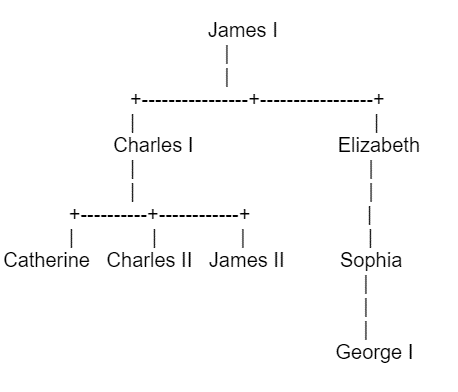 James I
Charles I Elizabeth
Catherine Charles II James II Sophia
George I